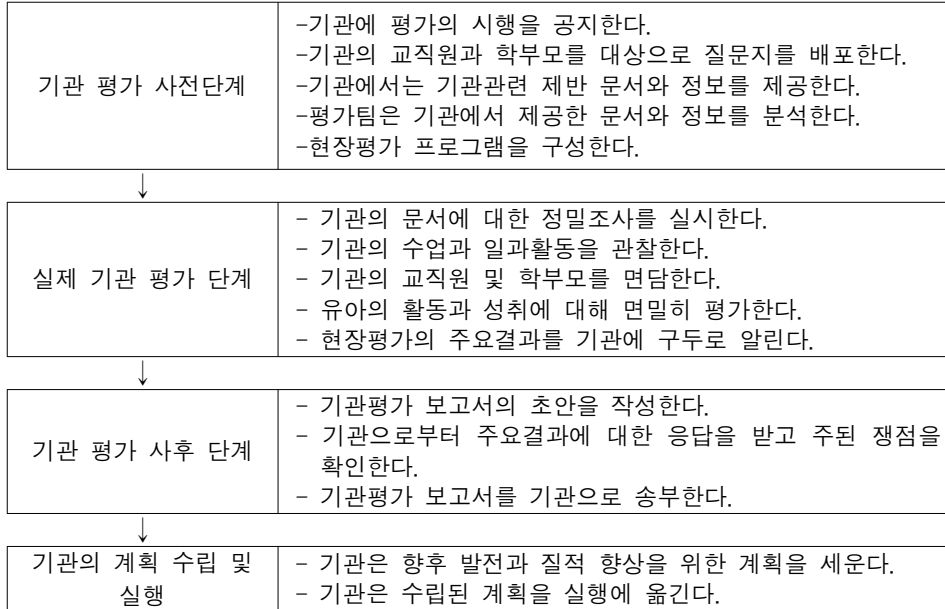 기관 평가 사전단계
-기관에 평가의 시행을 공지한다.
-기관의 교직원과 학부모를 대상으로 질문지를 배포한다.
-기관에서는 기관관련 제반 문서와 정보를 제공한다.
-평가팀은 기관에서 제공한 문서와 정보를 분석한다.
-현장평가 프로그램을 구성한다.
↓
실제 기관 평가 단계
- 기관의 문서에 대한 정밀조사를 실시한다.
- 기관의 수업과 일과활동을 관찰한다.
- 기관의 교직원 및 학부모를 면담한다.
- 유아의 활동과 성취에 대해 면밀히 평가한다.
- 현장평가의 주요결과를 기관에 구두로 알린다.
↓
기관 평가 사후 단계
- 기관평가 보고서의 초안을 작성한다.
- 기관으로부터 주요결과에 대한 응답을 받고 주된 쟁점을
확인한다.
- 기관평가 보고서를 기관으로 송부한다.
↓
기관의 계획 수립 및
실행
- 기관은 향후 발전과 질적 향상을 위한 계획을 세운다.
- 기관은 수립된 계획을 실행에 옮긴다.